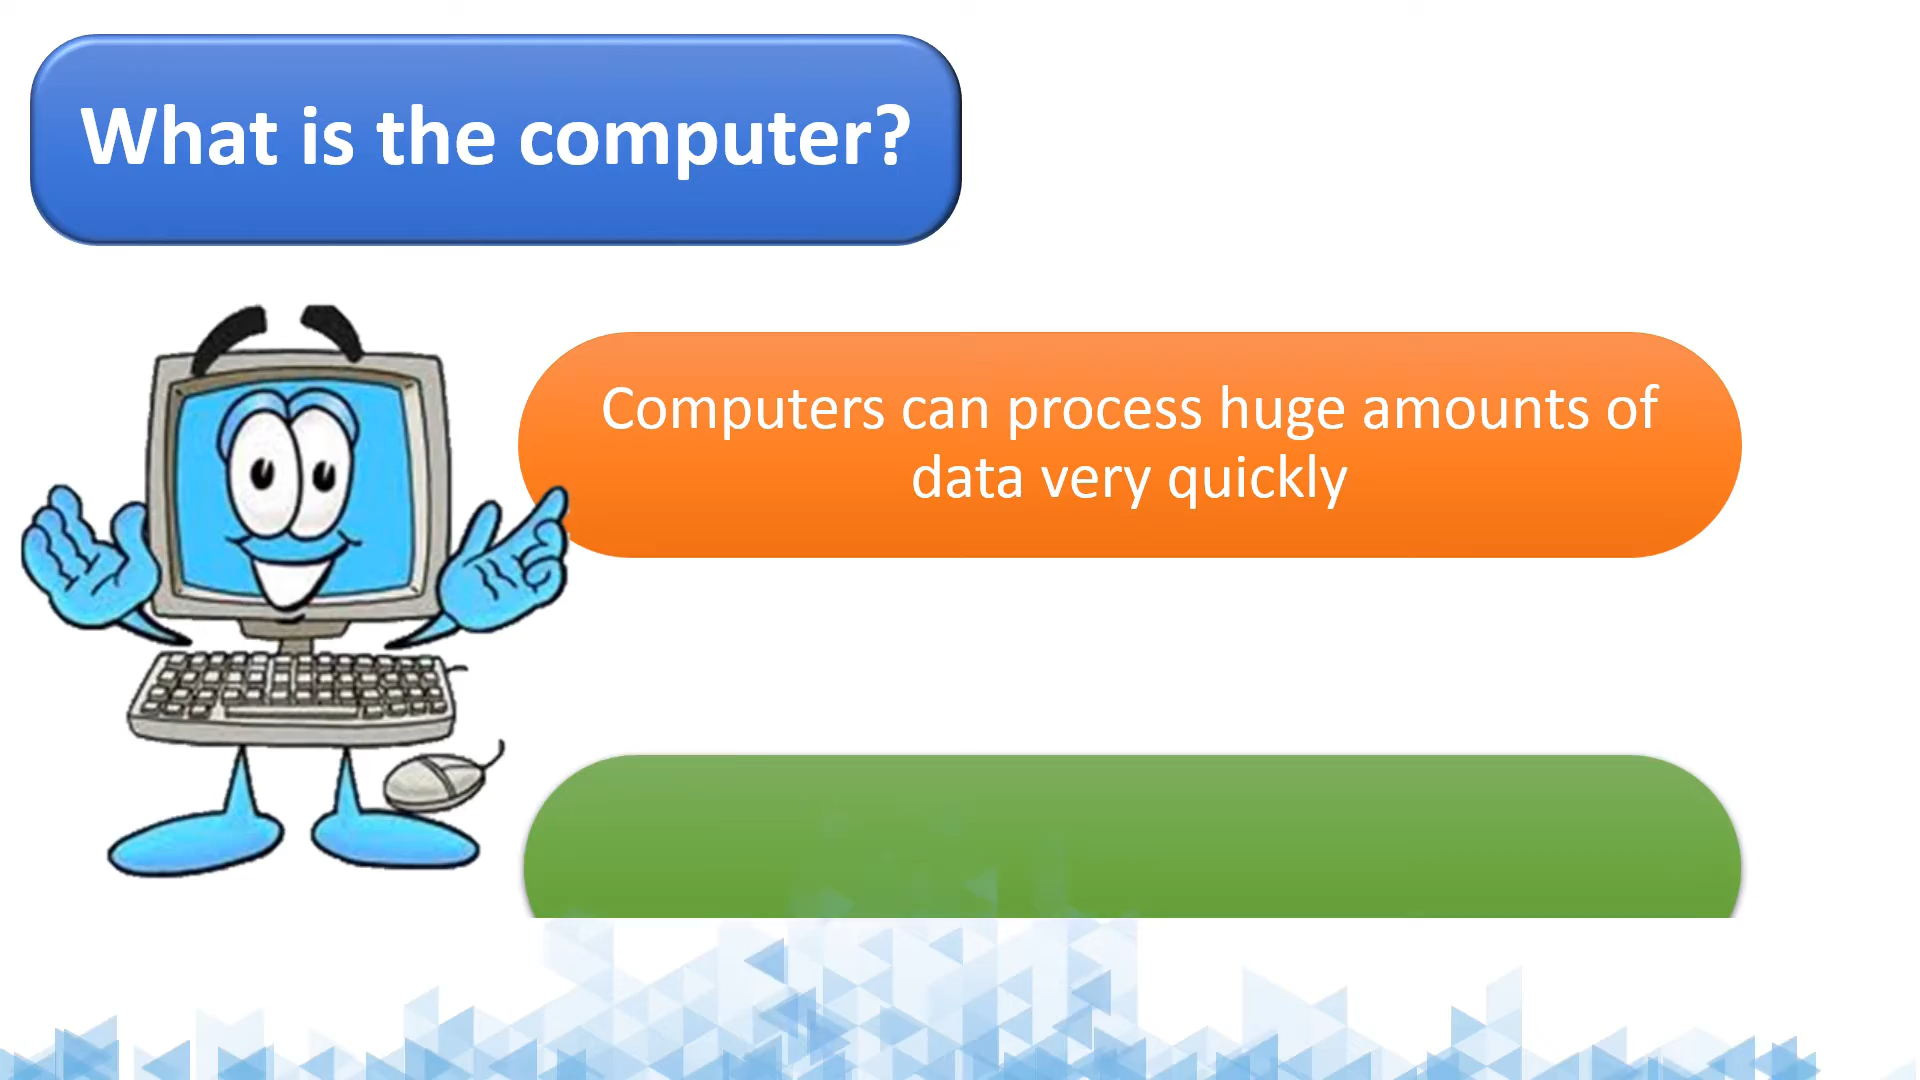 What is the computer?
Computers can process huge amounts of
data very quickly